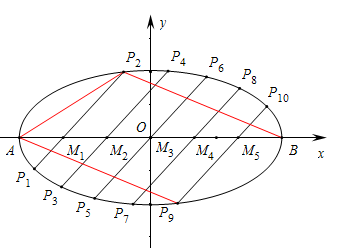 y
P2 P4 P6 P8 P10
O
A M1 M2 M3 M4 M5 B x
P1 P3 P5 P7 P9